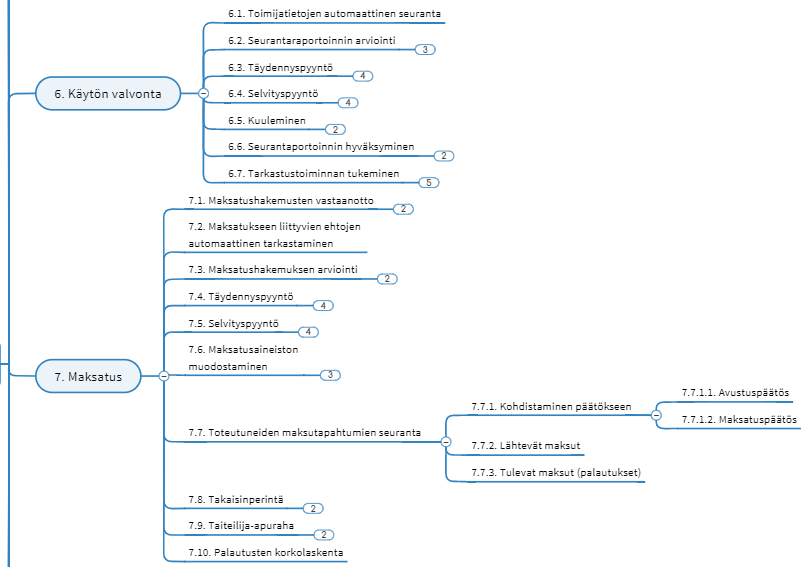 6. Käytön valvonta
6.1. Toimijatietojen automaattinen seuranta
6.2. Seurantaraportoinnin arviointi
3
6.3. Täydennyspyyntö
4
6.4. Selvityspyyntö
4
6.5. Kuuleminen
2
6.6. Seurantaportoinnin hyväksyminen
2
6.7. Tarkastustoiminnan tukeminen
5
7. Maksatus
7.1. Maksatushakemusten vastaanotto
2
7.2. Maksatukseen liittyvien ehtojen
automaattinen tarkastaminen
7.3. Maksatushakemuksen arviointi
2
7.4. Täydennyspyyntö
4
7.5. Selvityspyyntö
4
7.6. Maksatusaineiston
muodostaminen
3
7.7. Toteutuneiden maksutapahtumien seuranta
7.7.1. Kohdistaminen päätökseen
7.7.1.1. Avustuspäätös
7.7.1.2. Maksatuspäätös
7.7.2. Lähtevät maksut
7.7.3. Tulevat maksut (palautukset)
7.8. Takaisinperintä
2
7.9. Taiteilija-apuraha
2
7.10. Palautusten korkolaskenta